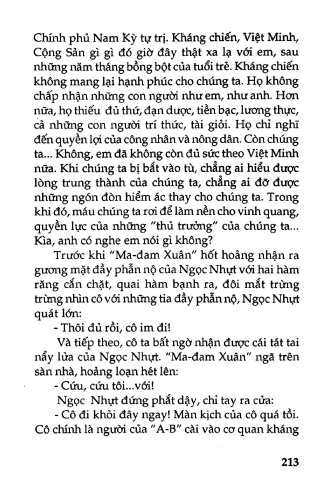 Chính phủ Nam Kỳ tự trị. Kháng chiến, Việt Minh,
Cộng Sản gì gì đó giờ đây thật xa lạ với em, sau
những năm tháng bồng bột của tuổi trẻ. Kháng chiến
không mang lại hạnh phúc cho chúng ta. Họ không
chấp nhận những con người như em, như anh. Hơn
nữa, họ thiếu đủ thứ, đạn dược, tiền bạc, lương thực,
cả những con người trí thức, tài giỏi. Họ chỉ nghĩ
đến quyền lợi của công nhân và nông dân. Còn chúng
ta... Không, em đã không còn đủ sức theo Việt Minh
nữa. Khi chúng ta bị bắt vào tù, chẳng ai hiểu được
lòng trung thành của chúng ta, chẳng ai đỡ được
những ngón đòn hiểm ác thay cho chúng ta. Trong
khi đó, máu chúng ta rơi để làm nền cho vinh quang,
quyền lực của những "thủ trưởng" của chúng ta...
Kìa, anh có nghe em nói gì không?
Trước khi "Ma-đam Xuân" hốt hoảng nhận ra
gương mặt đầy phẫn nộ của Ngọc Nhựt với hai hàm
răng cắn chặt, quai hàm bạnh ra, đôi mắt trừng
trừng nhìn cô với những tia đầy phẫn nộ, Ngọc Nhựt
quát lớn:
- Thôi đủ rồi, cô im đi!
Và tiếp theo, cô ta bất ngờ nhận được cái tát tai
nẩy lửa của Ngọc Nhựt. "Ma-đam Xuân" ngã trên
sàn nhà, hoảng loạn hét lên:
- Cứu, cứu tôi...với!
Ngọc Nhựt đứng phắt dậy, chỉ tay ra cửa:
- Cô đi khỏi đây ngay! Màn kịch của cô quá tồi.
Cô chính là người của "A-B" cài vào cơ quan kháng
213